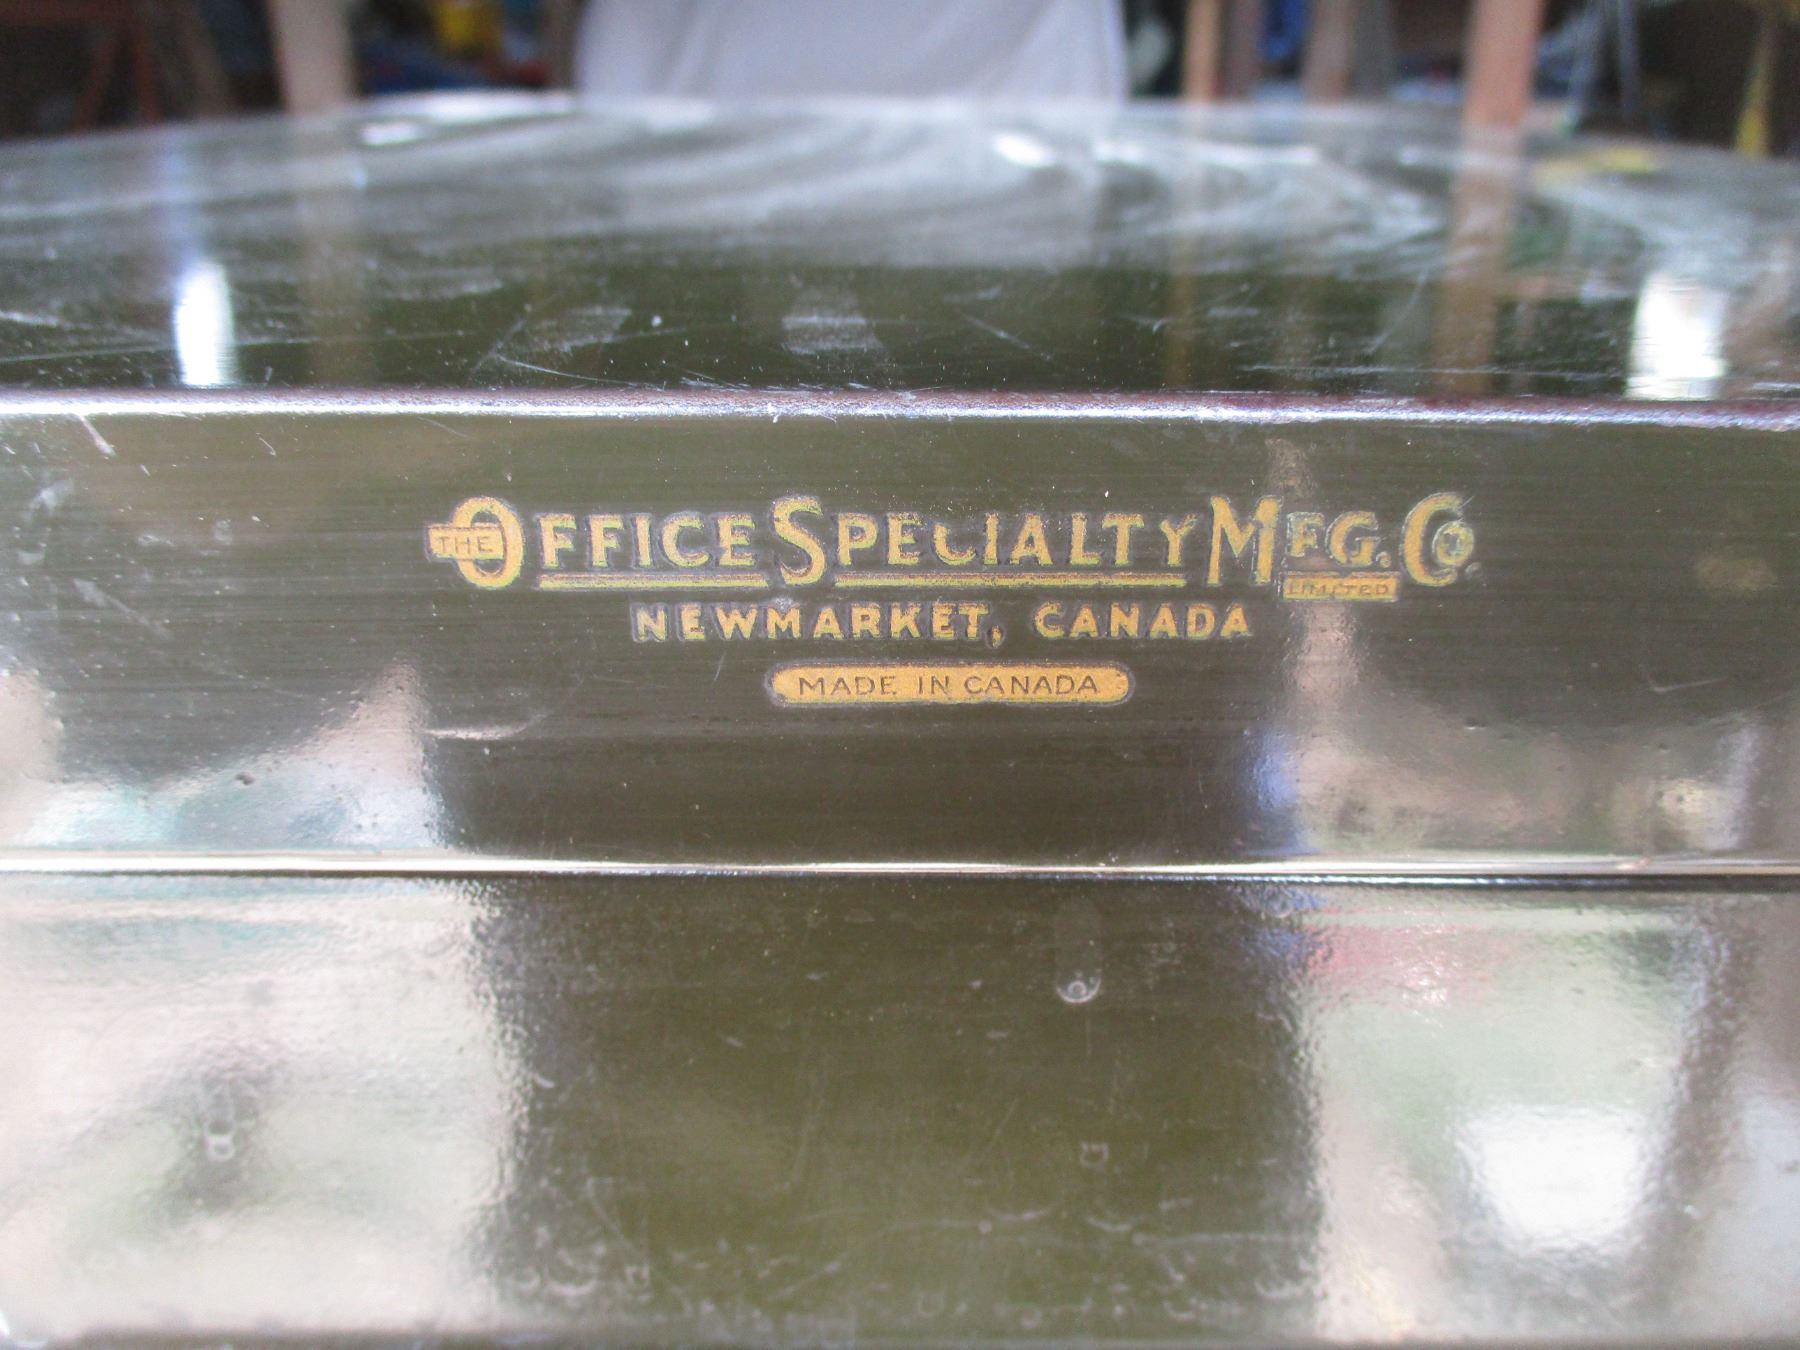 THE OFFICE SPECIALTY MFG. CO.
LIMITED
NEWMARKET, CANADA
MADE IN CANADA